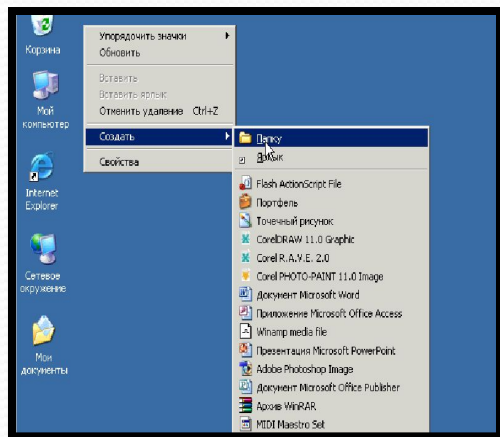 Корзина
Мой
компьютер
Internet
Explorer
Сетевое
окружение
Мои
документы
Упорядочить значки
Обновить
Вставить
Вставить ярлык
Отменить удаление Ctrl+Z
Создать
Свойства
Папку
Ярлык
Flash ActionScript File
Портфель
Точечный рисунок
CorelDRAW 11.0 Graphic
Corel R.A.V.E. 2.0
Corel PHOTO-PAINT 11.0 Image
Документ Microsoft Word
Приложение Microsoft Office Access
Winamp media file
Презентация Microsoft PowerPoint
Adobe Photoshop Image
Документ Microsoft Office Publisher
Архив WinRAR
MIDI Maestro Set